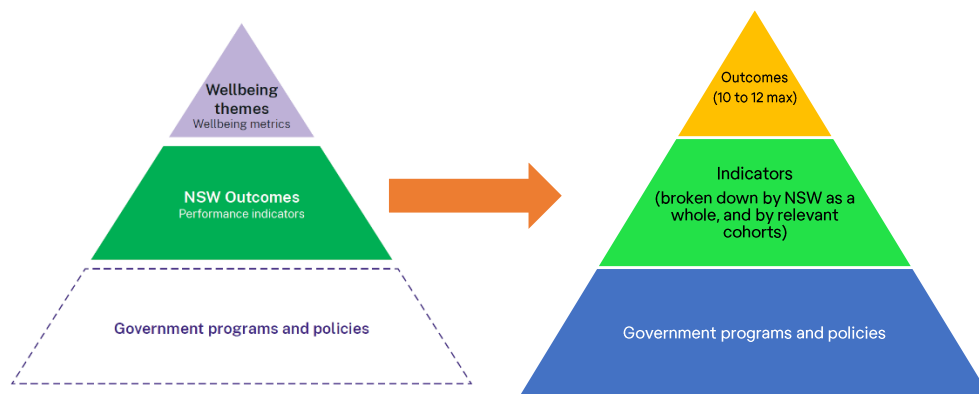 Wellbeing
themes
Wellbeing metrics
NSW Outcomes
Performance indicators
Government programs and policies
Outcomes
(10 to 12 max)
Indicators
(broken down by NSW as a
whole, and by relevant
cohorts)
Government programs and policies